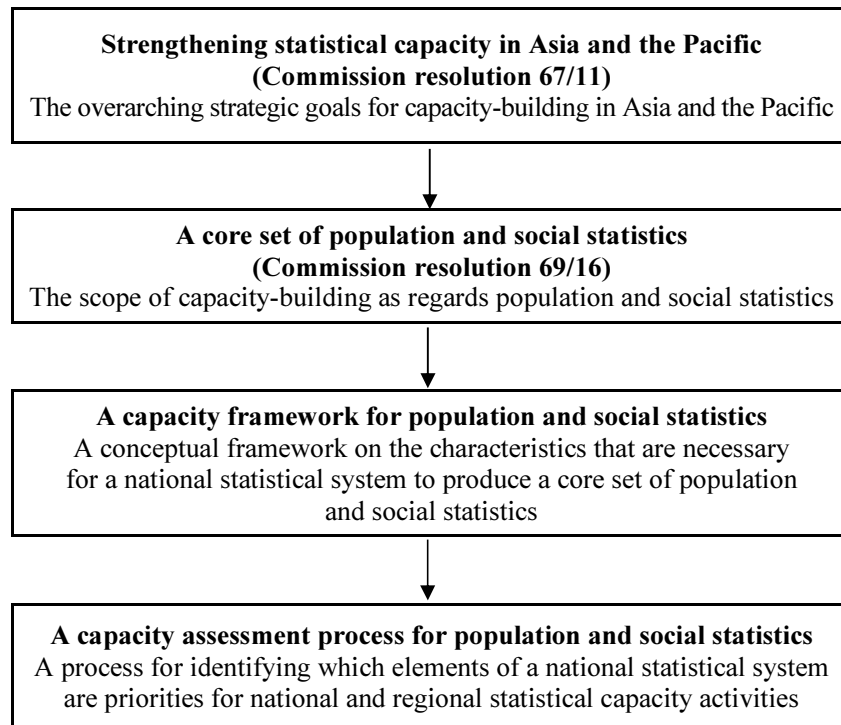 Strengthening statistical capacity in Asia and the Pacific
(Commission resolution 67/11)
The overarching strategic goals for capacity-building in Asia and the Pacific
A core set of population and social statistics
(Commission resolution 69/16)
The scope of capacity-building as regards population and social statistics
A capacity framework for population and social statistics
A conceptual framework on the characteristics that are necessary
for a national statistical system to produce a core set of population
and social statistics
A capacity assessment process for population and social statistics
A process for identifying which elements of a national statistical system
are priorities for national and regional statistical capacity activities